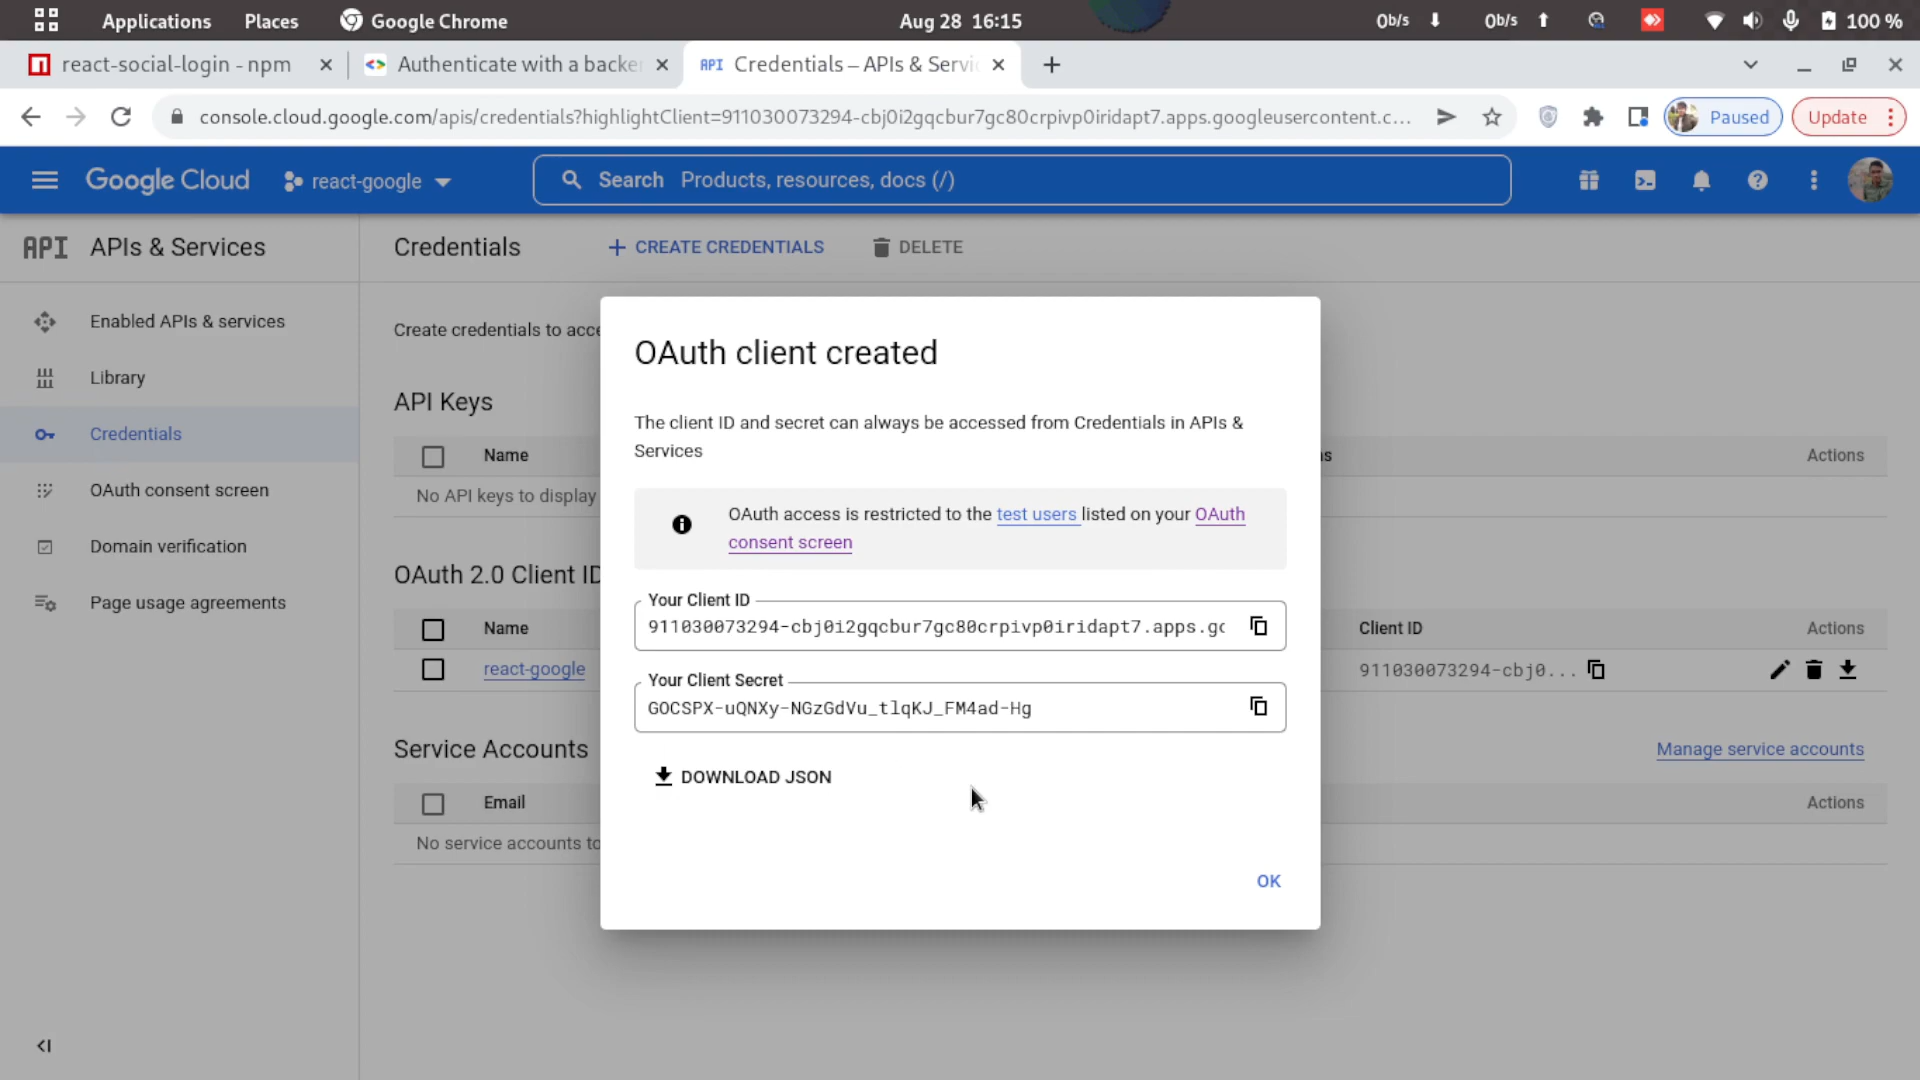 Applications Places Google Chrome Aug 28 16:15 0b/s 0b/s 100 %
react-social-login - npm Authenticate with a backe API Credentials – APIs & Servi
console.cloud.google.com/apis/credentials?highlightClient=911030073294-cbj0i2gqcbur7gc80crpivp0iridapt7.apps.googleusercontent.c... Paused Update
Google Cloud react-google Search Products, resources, docs (/)
API APIs & Services Credentials CREATE CREDENTIALS DELETE
Enabled APIs & services
Library
Credentials
OAuth consent screen
Domain verification
Page usage agreements
Create credentials to acce
API Keys
Name Actions
No API keys to display
OAuth 2.0 Client ID
Name Client ID Actions
react-google 911030073294-cbj0...
Service Accounts Manage service accounts
Email Actions
No service accounts to
OAuth client created
The client ID and secret can always be accessed from Credentials in APIs &
Services
OAuth access is restricted to the test users listed on your OAuth
consent screen
Your Client ID
911030073294-cbj0i2gqcbur7gc80crpivp0iridapt7.apps.gc
Your Client Secret
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
DOWNLOAD JSON
OK